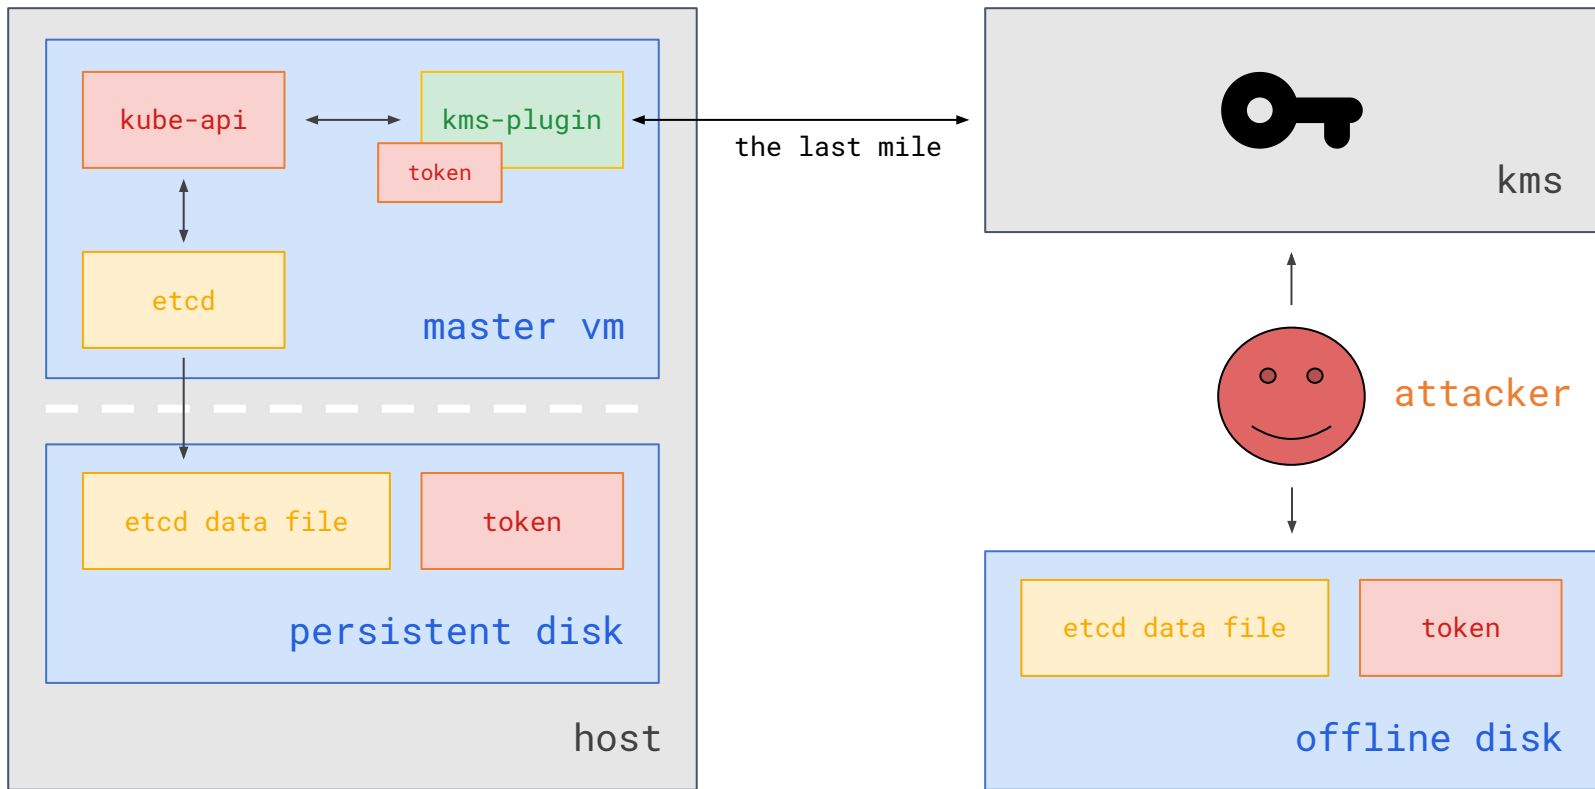 kube-api
kms-plugin
token
the last mile
kms
etcd
master vm
attacker
etcd data file
token
persistent disk
host
etcd data file
token
offline disk